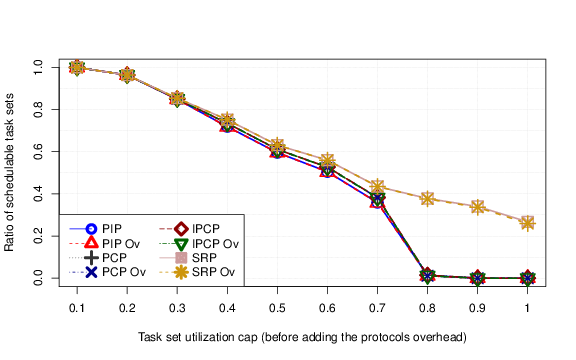 Ratio of schedulable task sets
1.0
0.8
0.6
0.4
0.2
0.0
PIP
PIP Ov
PCP
PCP Ov
IPCP
IPCP Ov
SRP
SRP Ov
0.1 0.2 0.3 0.4 0.5 0.6 0.7 0.8 0.9 1
Task set utilization cap (before adding the protocols overhead)